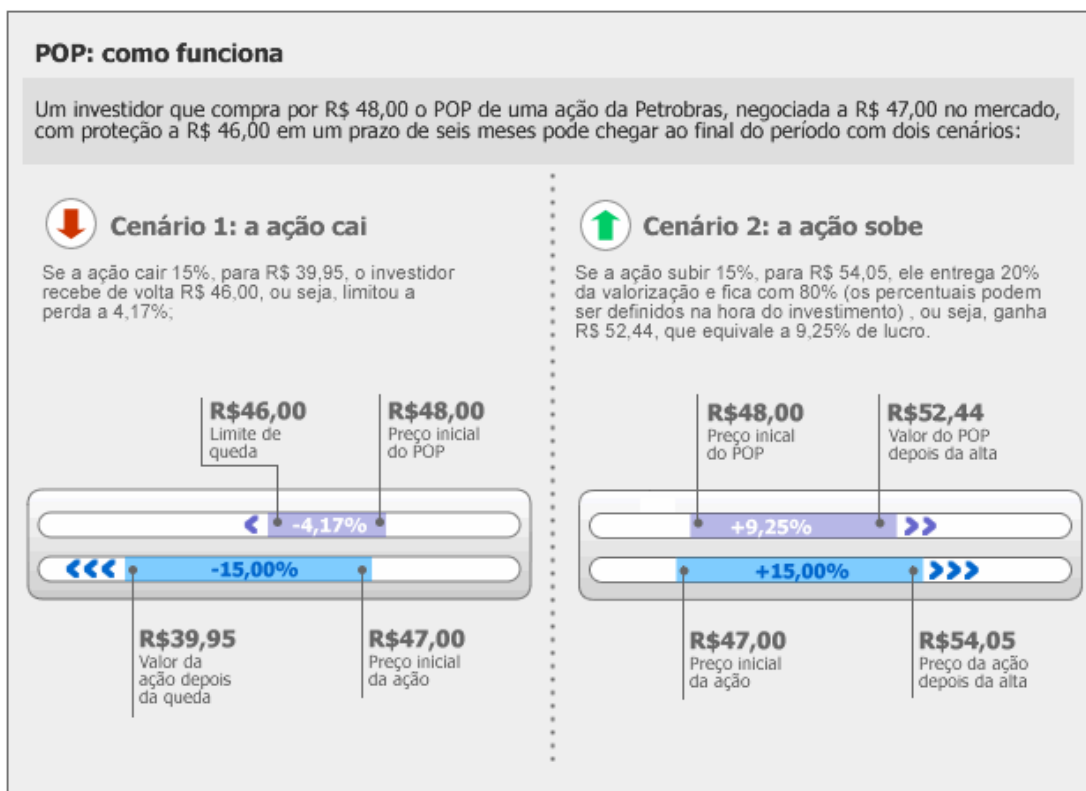 POP: como funciona
Um investidor que compra por R$ 48,00 o POP de uma ação da Petrobras, negociada a R$ 47,00 no mercado,
com proteção a R$ 46,00 em um prazo de seis meses pode chegar ao final do período com dois cenários:
Cenário 1: a ação cai
Se a ação cair 15%, para R$ 39,95, o investidor
recebe de volta R$ 46,00, ou seja, limitou a
perda a 4,17%;
R$46,00
Limite de
queda
R$48,00
Preço inicial
do POP
-4,17%
-15,00%
R$39,95
Valor da
ação depois
da queda
R$47,00
Preço inicial
da ação
Cenário 2: a ação sobe
Se a ação subir 15%, para R$ 54,05, ele entrega 20%
da valorização e fica com 80% (os percentuais podem
ser definidos na hora do investimento) , ou seja, ganha
R$ 52,44, que equivale a 9,25% de lucro.
R$48,00
Preço inical
do POP
R$52,44
Valor do POP
depois da alta
+9,25%
+15,00%
R$47,00
Preço inicial
da ação
R$54,05
Preço da ação
depois da alta